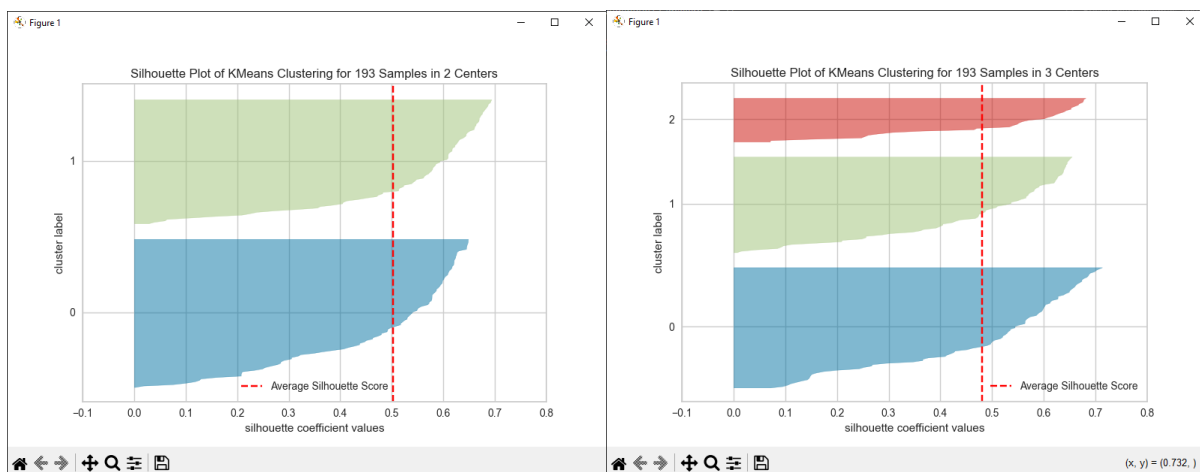 Figure 1
Silhouette Plot of KMeans Clustering for 193 Samples in 2 Centers
cluster label
1
0
Average Silhouette Score
−0.1 0.0 0.1 0.2 0.3 0.4 0.5 0.6 0.7 0.8
silhouette coefficient values
Figure 1
Silhouette Plot of KMeans Clustering for 193 Samples in 3 Centers
cluster label
2
1
0
Average Silhouette Score
−0.1 0.0 0.1 0.2 0.3 0.4 0.5 0.6 0.7 0.8
silhouette coefficient values
(x, y) = (0.732, )